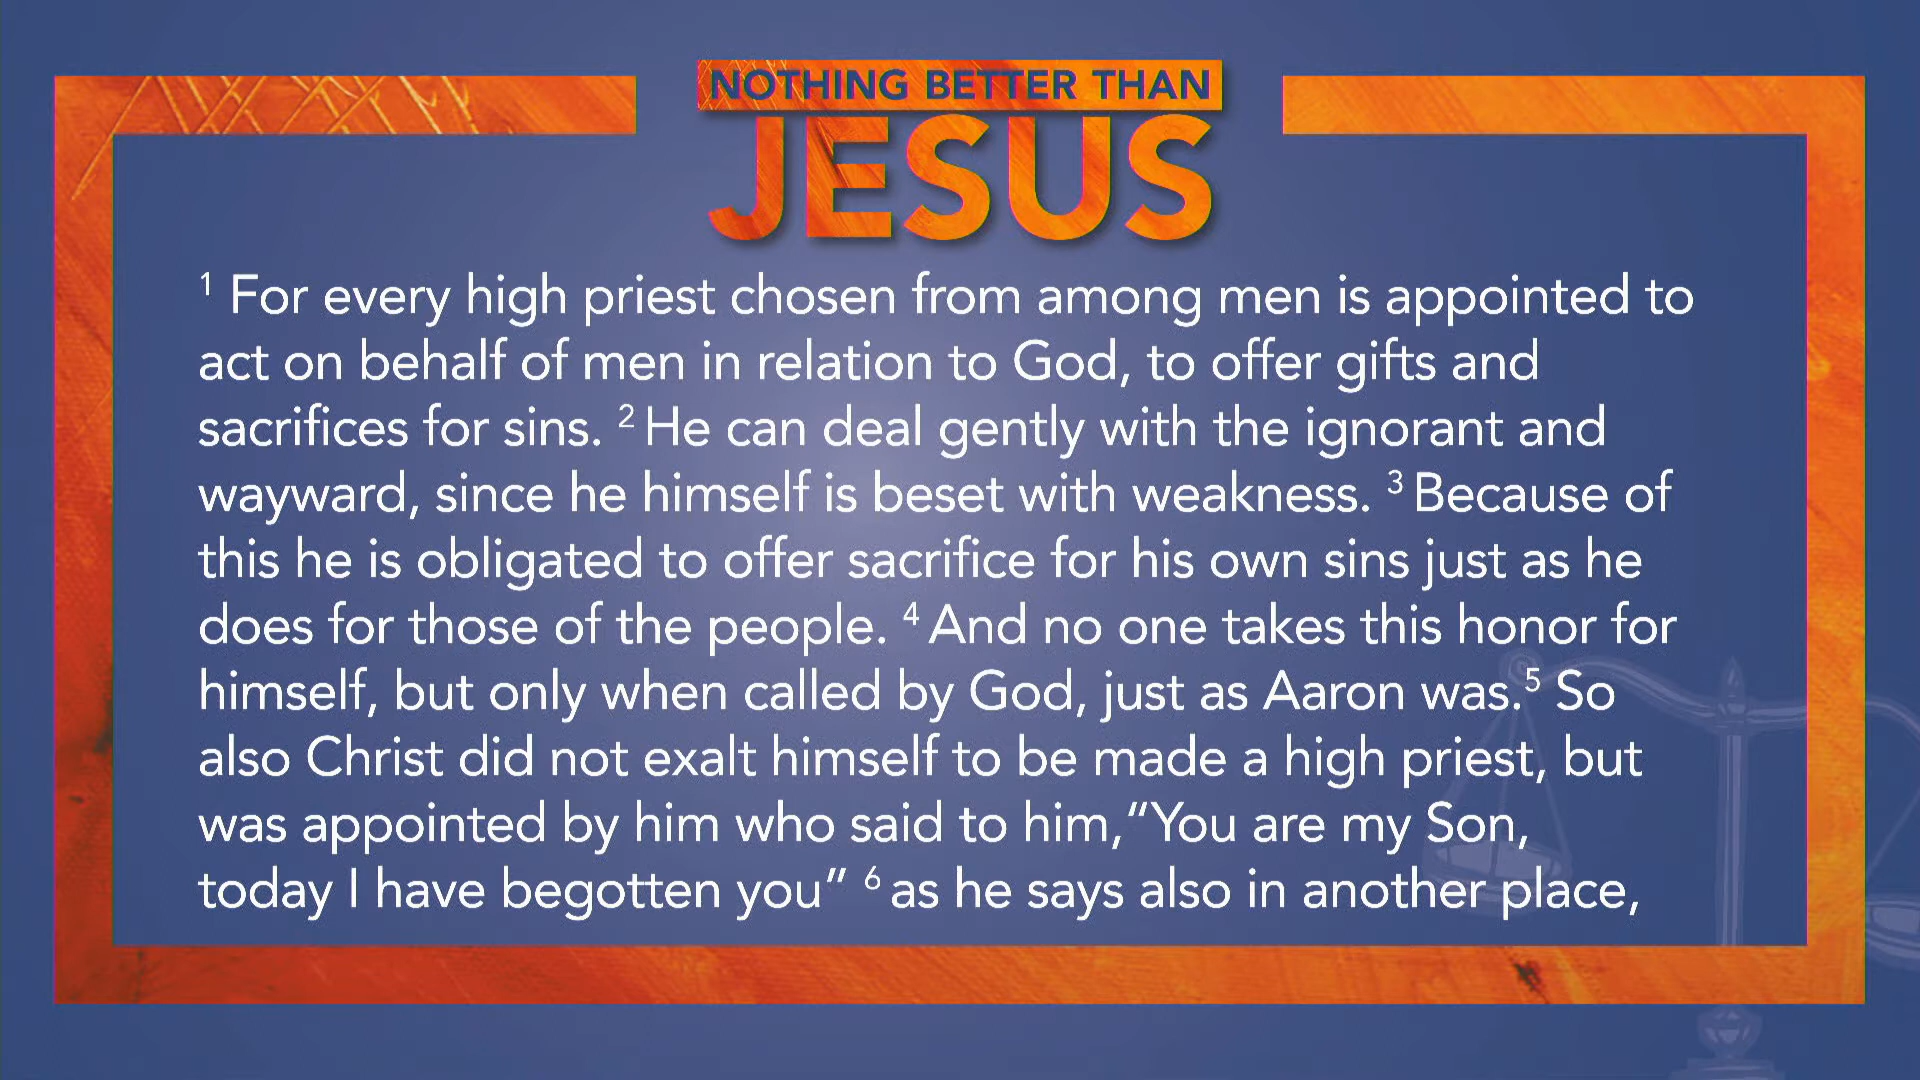 NOTHING BETTER THAN
JESUS
1 For every high priest chosen from among men is appointed to
act on behalf of men in relation to God, to offer gifts and
sacrifices for sins. 2 He can deal gently with the ignorant and
wayward, since he himself is beset with weakness. 3 Because of
this he is obligated to offer sacrifice for his own sins just as he
does for those of the people. 4 And no one takes this honor for
himself, but only when called by God, just as Aaron was.5 So
also Christ did not exalt himself to be made a high priest, but
was appointed by him who said to him,“You are my Son,
today I have begotten you” 6 as he says also in another place,